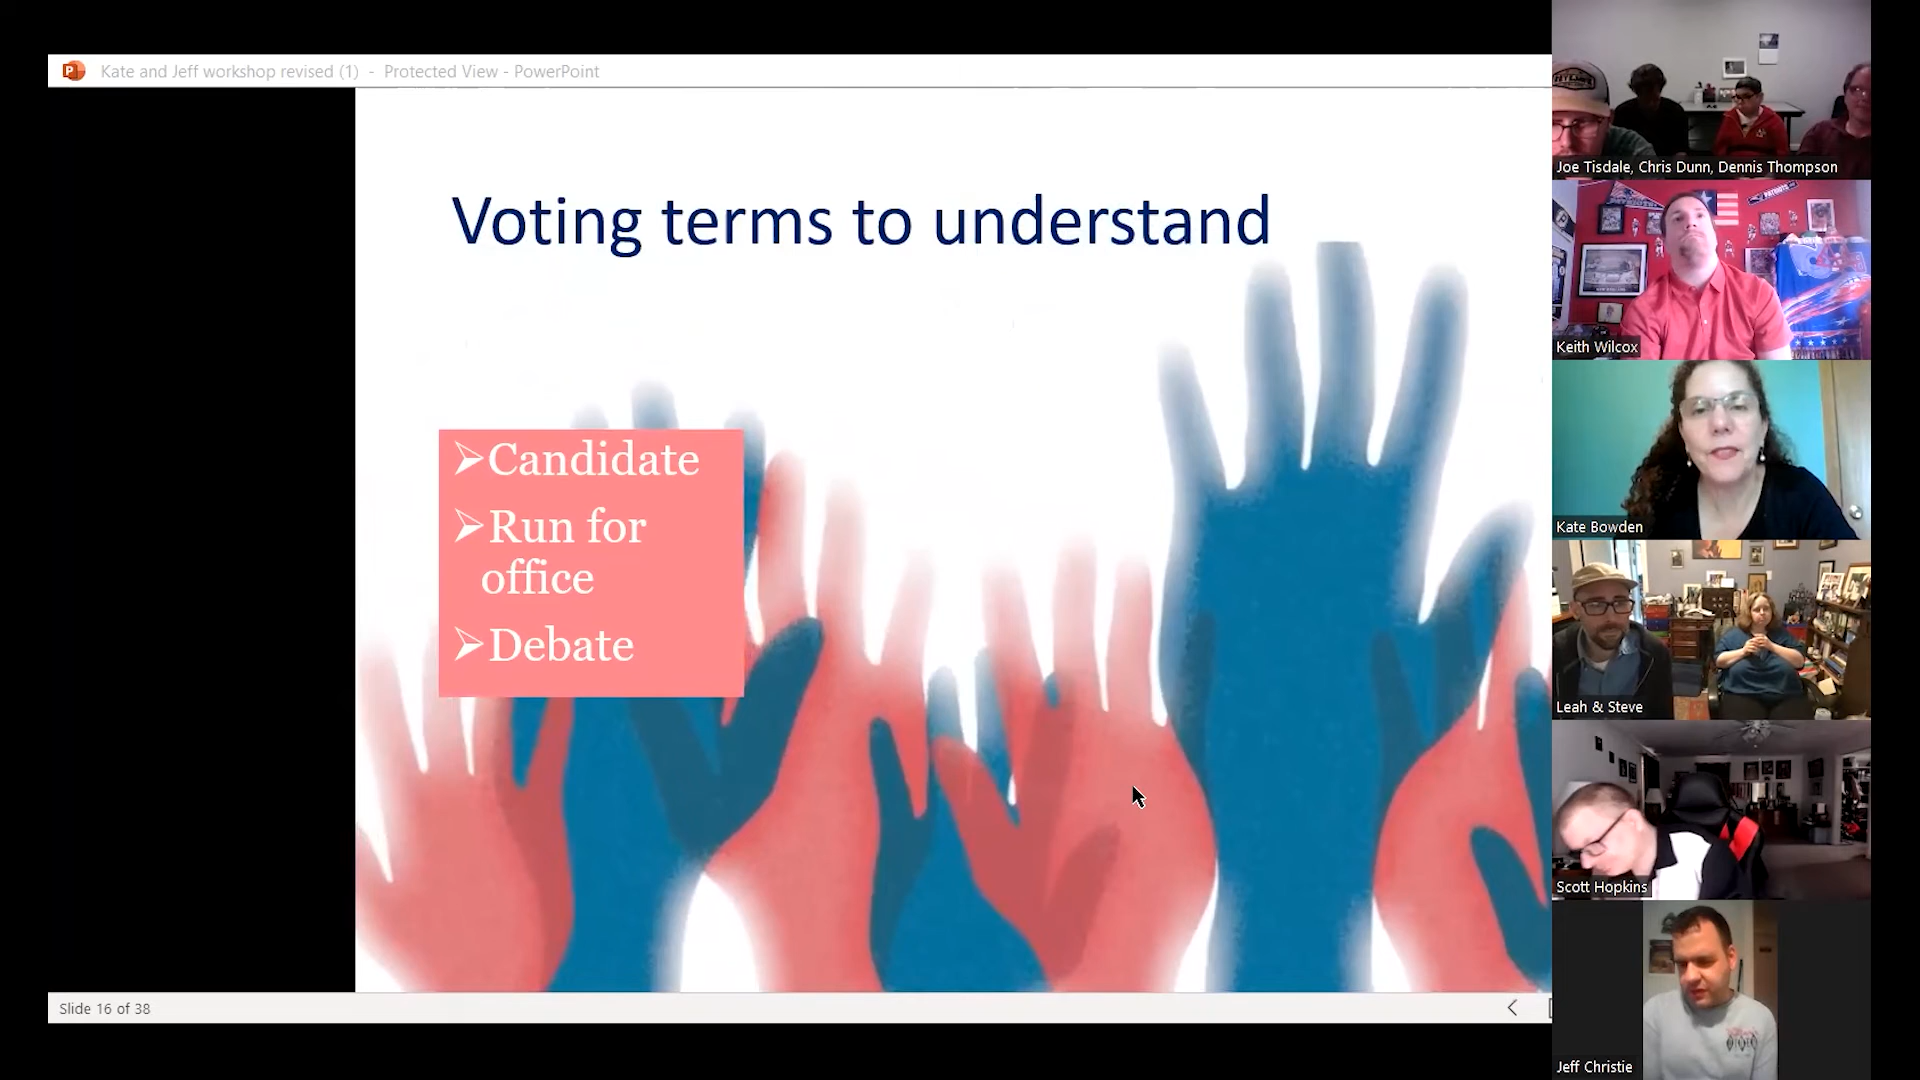 Kate and Jeff workshop revised (1) - Protected View - PowerPoint
Voting terms to understand
➢Candidate
➢Run for
office
➢Debate
Slide 16 of 38
Joe Tisdale, Chris Dunn, Dennis Thompson
PATRIOTS
Keith Wilcox
Kate Bowden
Leah & Steve
Scott Hopkins
Jeff Christie